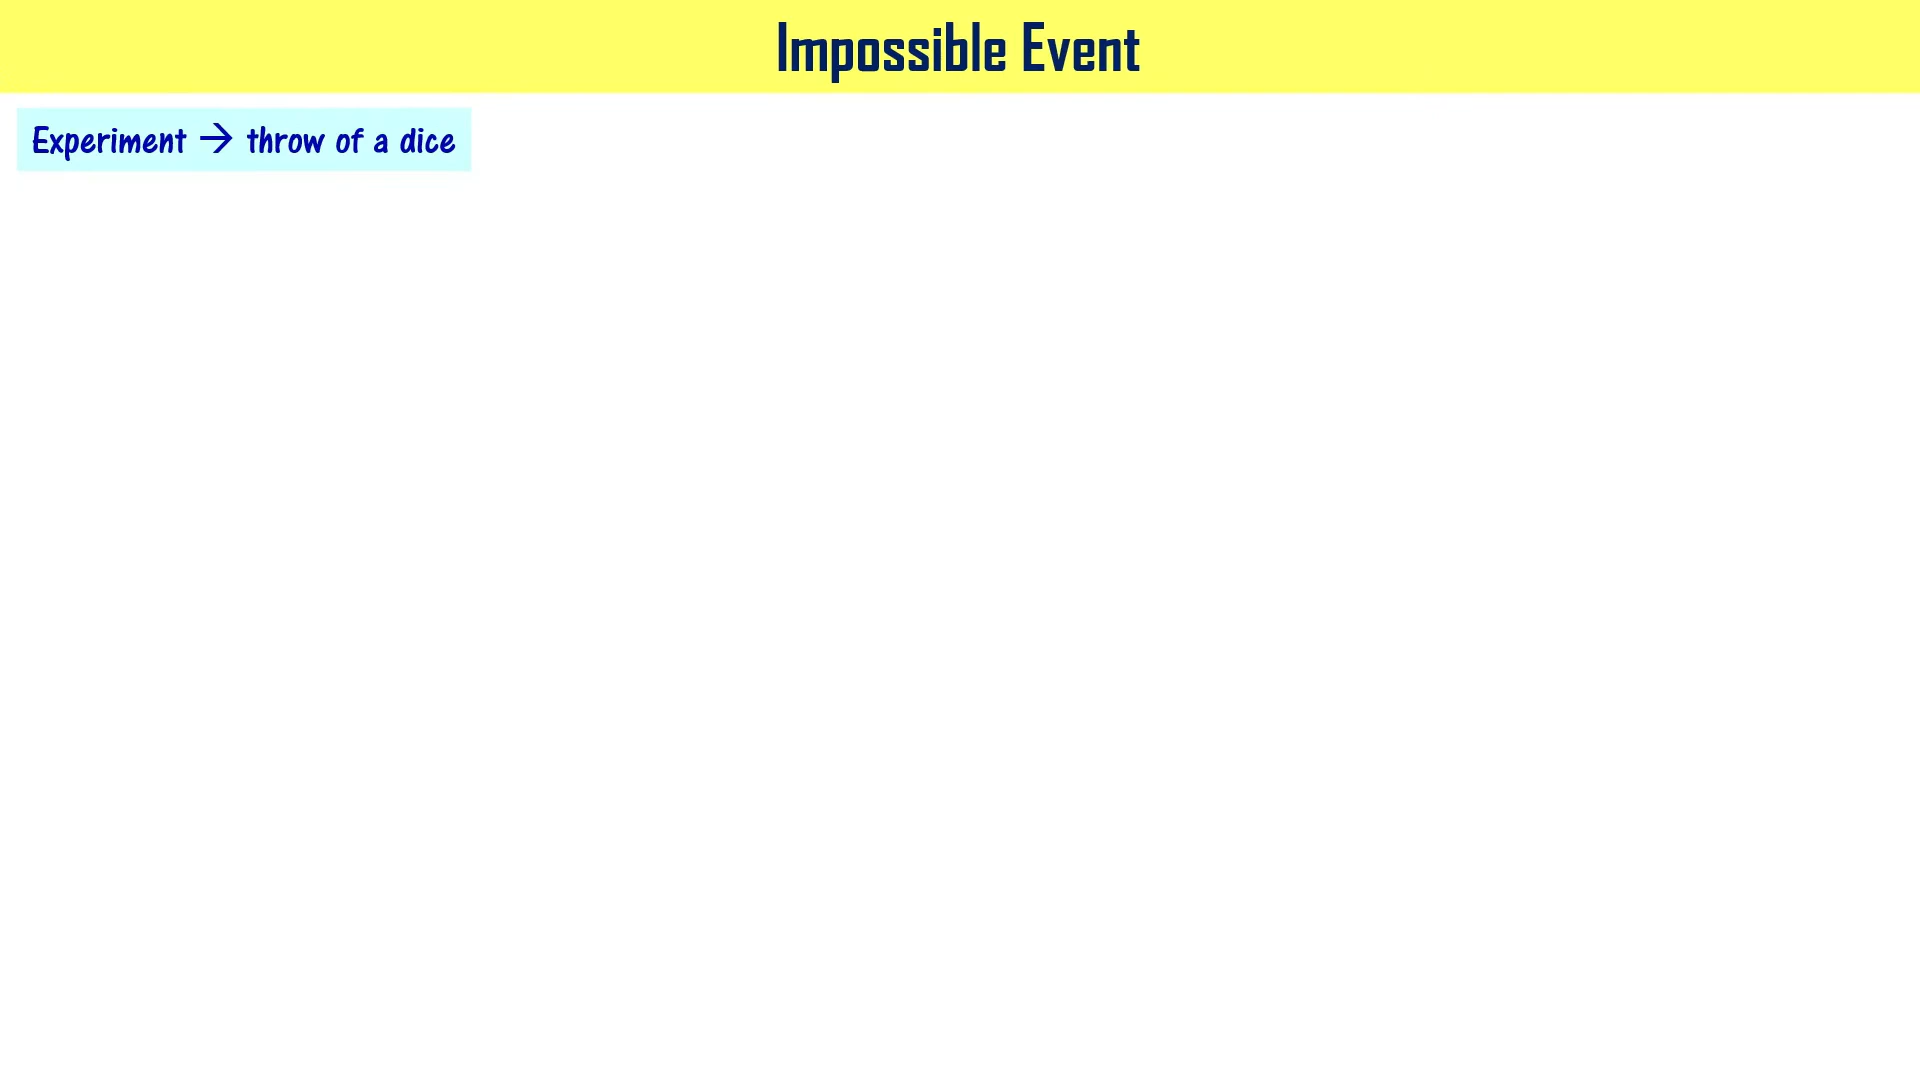 Impossible Event
Experiment → throw of a dice